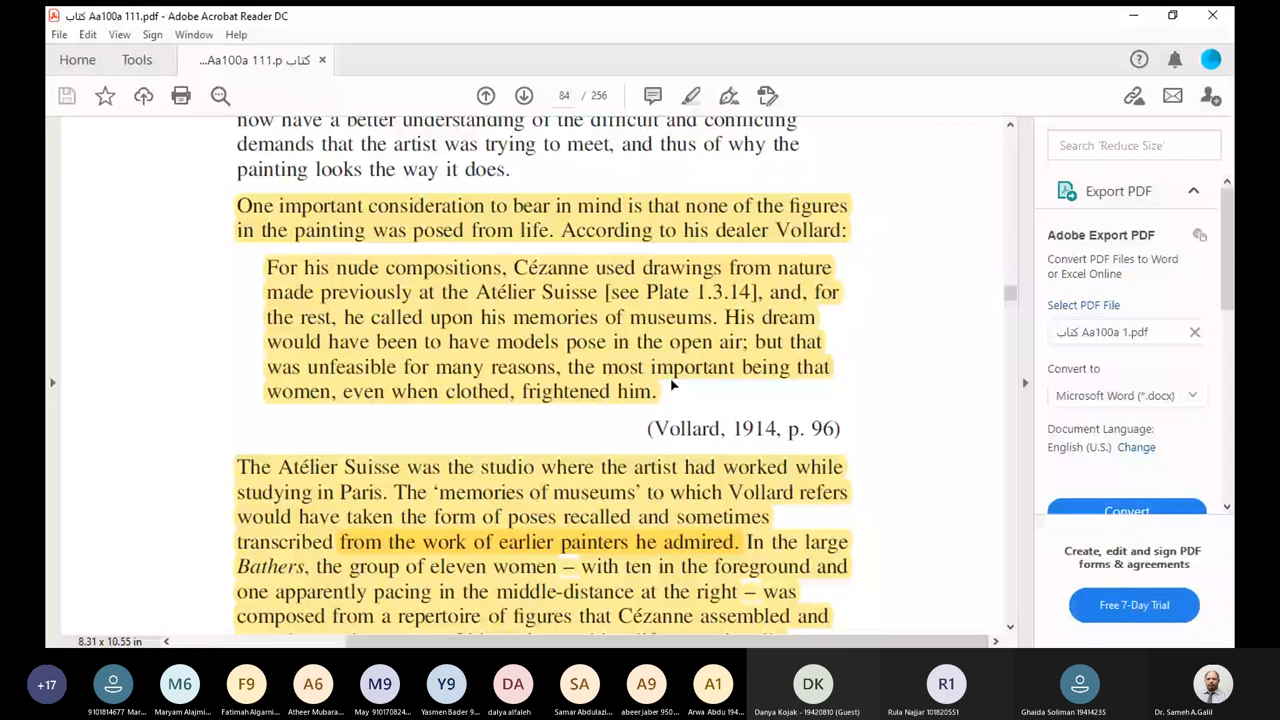 كتاب Aa100a 111.pdf - Adobe Acrobat Reader DC
File Edit View Sign Window Help
Home Tools كتاب Aa100a 111.p...
84 / 256
now have a better understanding of the difficult and conflicting
demands that the artist was trying to meet, and thus of why the
painting looks the way it does.
One important consideration to bear in mind is that none of the figures
in the painting was posed from life. According to his dealer Vollard:
For his nude compositions, Cézanne used drawings from nature
made previously at the Atélier Suisse [see Plate 1.3.14], and, for
the rest, he called upon his memories of museums. His dream
would have been to have models pose in the open air; but that
was unfeasible for many reasons, the most important being that
women, even when clothed, frightened him.
(Vollard, 1914, p. 96)
The Atélier Suisse was the studio where the artist had worked while
studying in Paris. The ‘memories of museums’ to which Vollard refers
would have taken the form of poses recalled and sometimes
transcribed from the work of earlier painters he admired. In the large
Bathers, the group of eleven women – with ten in the foreground and
one apparently pacing in the middle-distance at the right – was
composed from a repertoire of figures that Cézanne assembled and
8.31 x 10.55 in
Search 'Reduce Size'
Export PDF
Adobe Export PDF
Convert PDF Files to Word
or Excel Online
Select PDF File
كتاب Aa100a 1.pdf
Convert to
Microsoft Word (*.docx)
Document Language:
English (U.S.) Change
Convert
Create, edit and sign PDF
forms & agreements
Free 7-Day Trial
+17 M6 F9 A6 M9 Y9 DA SA A9 A1 DK R1
9101814677 Mar... Maryam Alajmi... Fatimah Algarni... Atheer Mubara... May 910170824... Yasmen Bader 9... dalya alfaleh Samar Abdulazi... abeer jaber 950... Arwa Abdu 194... Danya Kojak - 19420810 (Guest) Rula Najjar 101820551 Ghaida Soliman 19414235 Dr. Sameh A.Galil